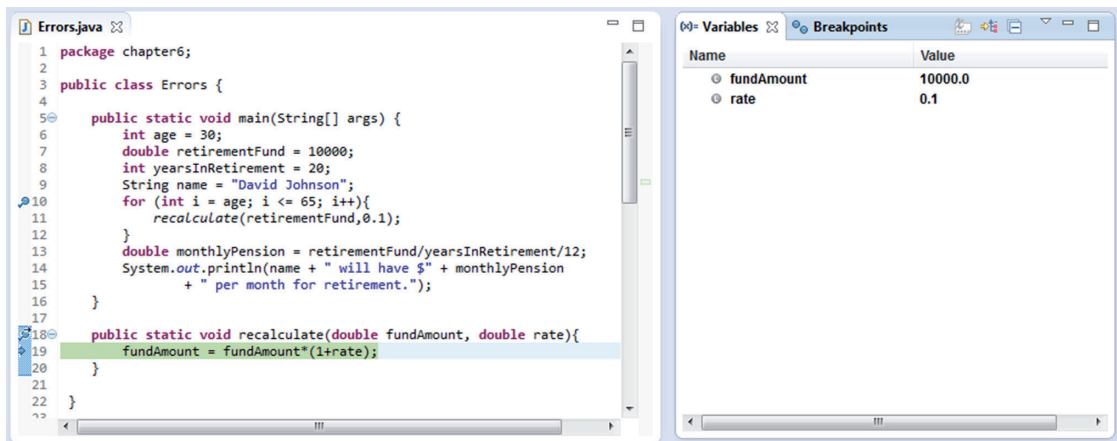 Errors.java
1 package chapter6;
2
3 public class Errors {
4
5 public static void main(String[] args) {
6 int age = 30;
7 double retirementFund = 10000;
8 int yearsInRetirement = 20;
9 String name = "David Johnson";
10 for (int i = age; i <= 65; i++){
11 recalculate(retirementFund,0.1);
12 }
13 double monthlyPension = retirementFund/yearsInRetirement/12;
14 System.out.println(name + " will have $" + monthlyPension
15 + " per month for retirement.");
16 }
17
18 public static void recalculate(double fundAmount, double rate){
19 fundAmount = fundAmount*(1+rate);
20 }
21
22 }
23
(x)= Variables Breakpoints
Name Value
fundAmount 10000.0
rate 0.1